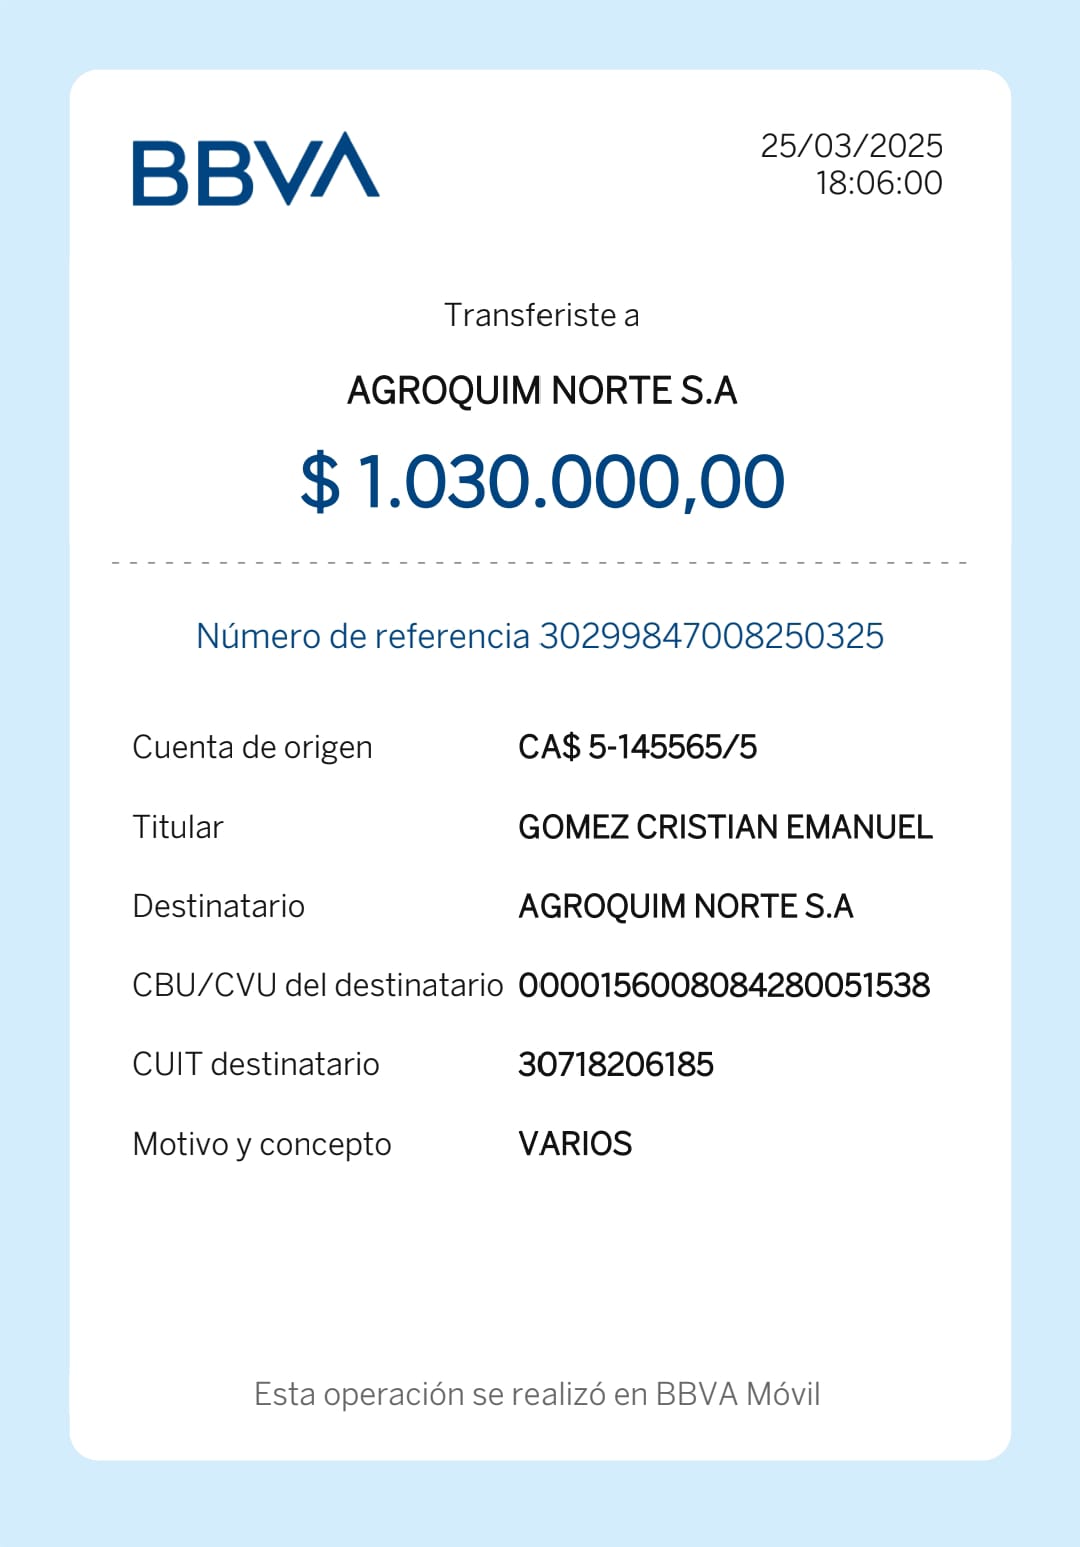 BBVA
25/03/2025
18:06:00
Transferiste a
AGROQUIM NORTE S.A
$ 1.030.000,00
Número de referencia 30299847008250325
Cuenta de origen CA$ 5-145565/5
Titular GOMEZ CRISTIAN EMANUEL
Destinatario AGROQUIM NORTE S.A
CBU/CVU del destinatario 0000156008084280051538
CUIT destinatario 30718206185
Motivo y concepto VARIOS
Esta operación se realizó en BBVA Móvil